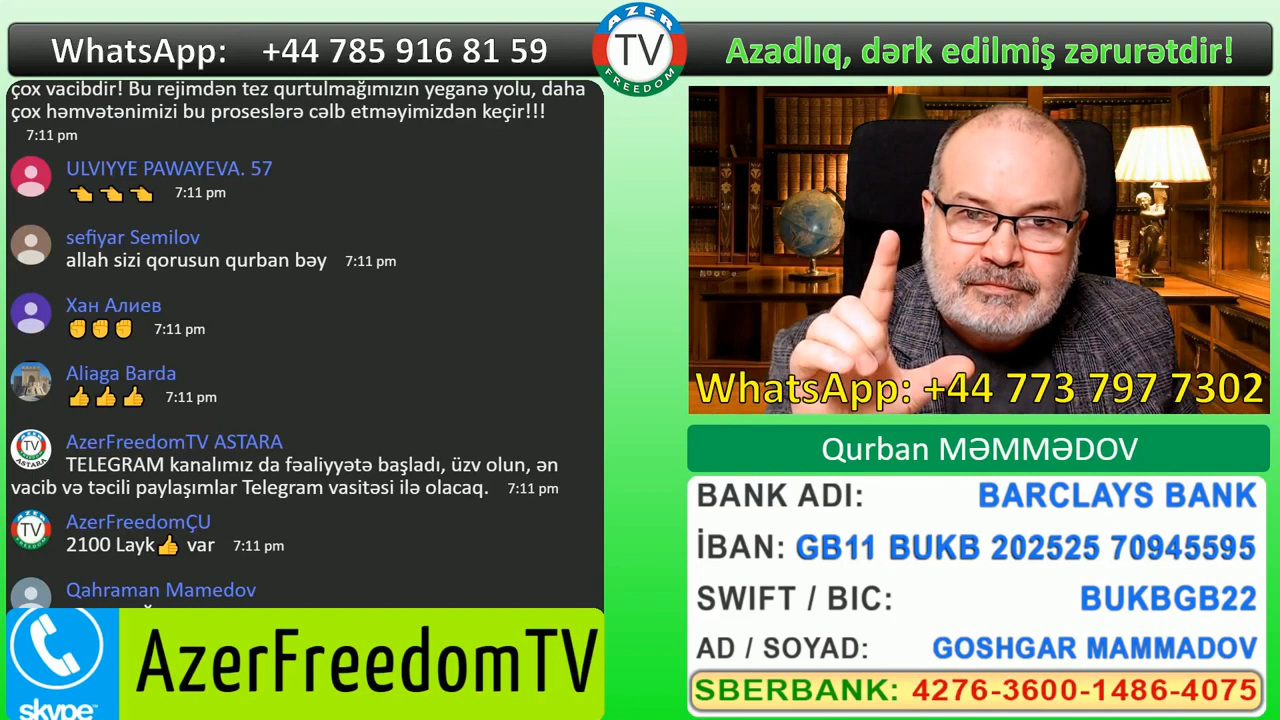 WhatsApp: +44 785 916 81 59
AZER
TV
FREEDOM
Azadlıq, dərk edilmiş zərurətdir!
çox vacibdir! Bu rejimdən tez qurtulmağımızın yeganə yolu, daha
çox həmvətənimizi bu proseslərə cəlb etməyimizdən keçir!!!
7:11 pm
ULVIYYE PAWAYEVA. 57
👈👈👈 7:11 pm
sefiyar Semilov
allah sizi qorusun qurban bəy 7:11 pm
Хан Алиев
✊✊✊ 7:11 pm
Aliaga Barda
👍👍👍 7:11 pm
TV
ASTARA
AzerFreedomTV ASTARA
TELEGRAM kanalımız da fəaliyyətə başladı, üzv olun, ən
vacib və təcili paylaşımlar Telegram vasitəsi ilə olacaq. 7:11 pm
TV
AzerFreedomÇU
2100 Layk👍 var 7:11 pm
Qahraman Mamedov
skype™
AzerFreedomTV
WhatsApp: +44 773 797 7302
Qurban MƏMMƏDOV
BANK ADI: BARCLAYS BANK
İBAN: GB11 BUKB 202525 70945595
SWIFT / BIC: BUKBGB22
AD / SOYAD: GOSHGAR MAMMADOV
SBERBANK: 4276-3600-1486-4075